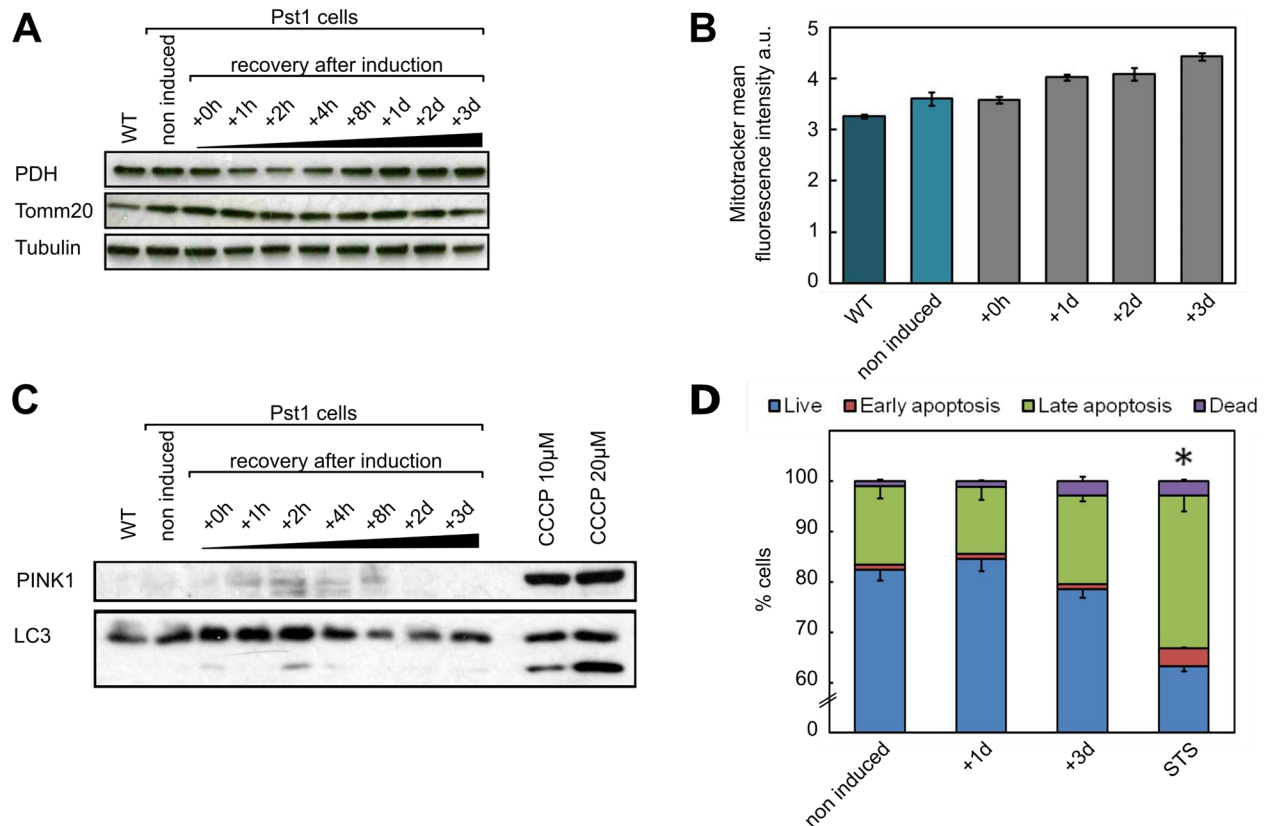 A
Pst1 cells
recovery after induction
WT
non induced
+0h
+1h
+2h
+4h
+8h
+1d
+2d
+3d
PDH
Tomm20
Tubulin
B
Mitotracker mean
fluorescence intensity a.u.
5
4
3
2
1
0
WT
non induced
+0h
+1d
+2d
+3d
C
Pst1 cells
recovery after induction
WT
non induced
+0h
+1h
+2h
+4h
+8h
+2d
+3d
CCCP 10µM
CCCP 20µM
PINK1
LC3
D
Live Early apoptosis Late apoptosis Dead
% cells
100
90
80
70
60
0
*
non induced
+1d
+3d
STS